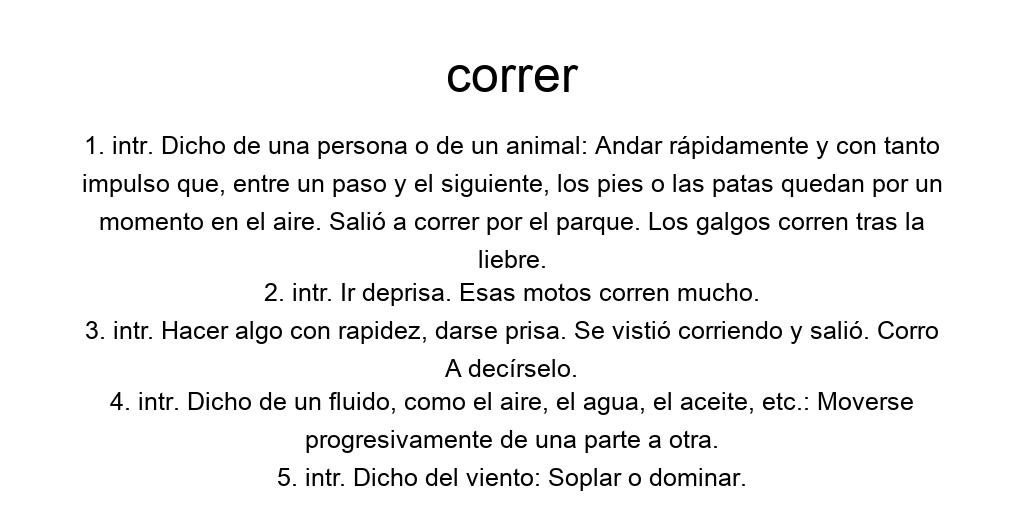 correr
1. intr. Dicho de una persona o de un animal: Andar rápidamente y con tanto
impulso que, entre un paso y el siguiente, los pies o las patas quedan por un
momento en el aire. Salió a correr por el parque. Los galgos corren tras la
liebre.
2. intr. Ir deprisa. Esas motos corren mucho.
3. intr. Hacer algo con rapidez, darse prisa. Se vistió corriendo y salió. Corro
A decírselo.
4. intr. Dicho de un fluido, como el aire, el agua, el aceite, etc.: Moverse
progresivamente de una parte a otra.
5. intr. Dicho del viento: Soplar o dominar.